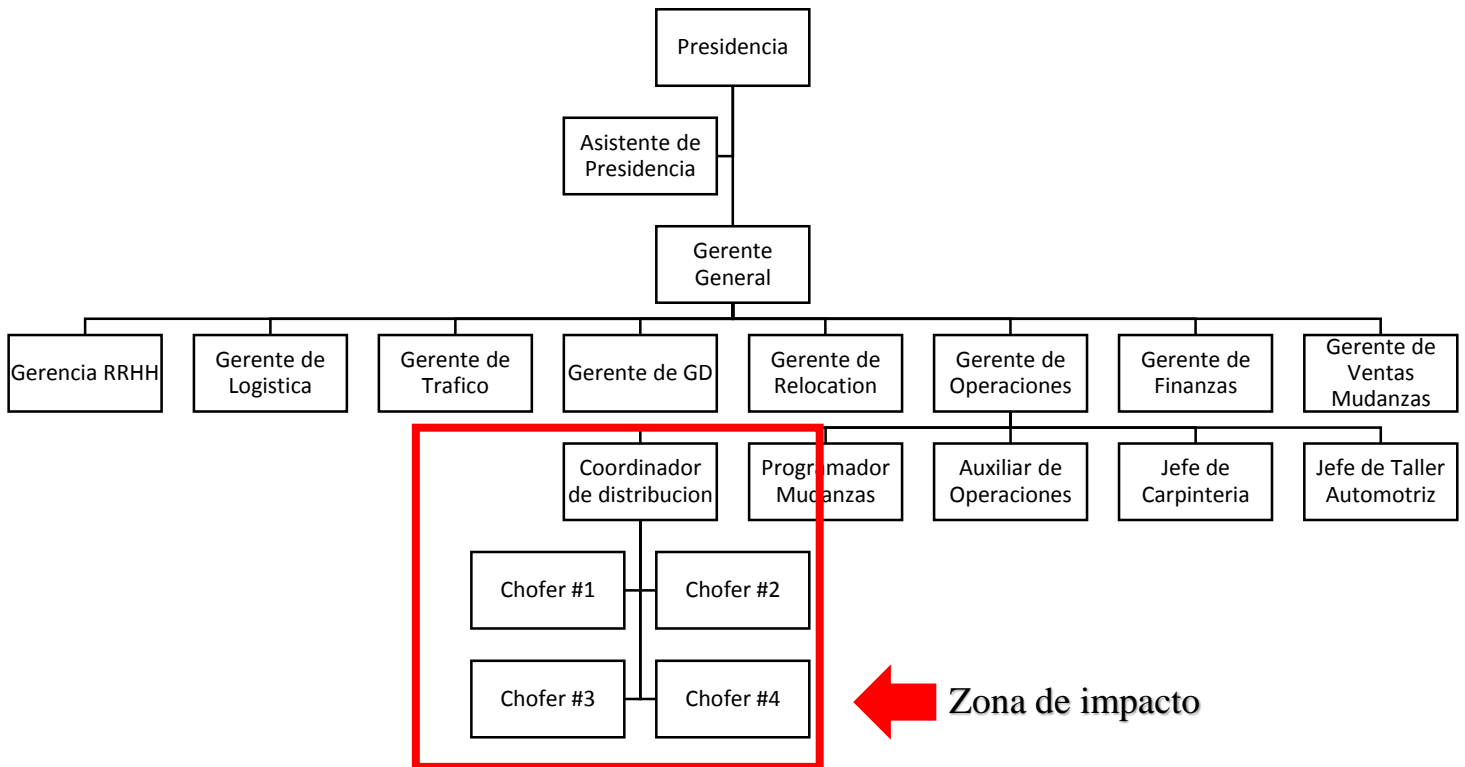 Presidencia
Asistente de
Presidencia
Gerente
General
Gerencia RRHH
Gerente de
Logistica
Gerente de
Trafico
Gerente de GD
Gerente de
Relocation
Gerente de
Operaciones
Gerente de
Finanzas
Gerente de
Ventas
Mudanzas
Coordinador
de distribucion
Programador
Mudanzas
Auxiliar de
Operaciones
Jefe de
Carpinteria
Jefe de Taller
Automotriz
Chofer #1
Chofer #2
Chofer #3
Chofer #4
Zona de impacto